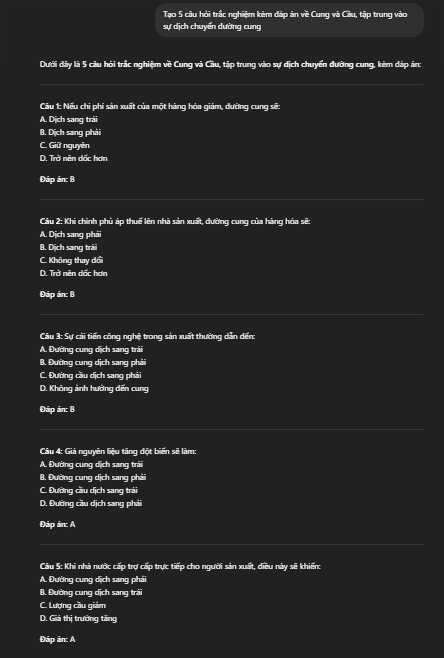 Tạo 5 câu hỏi trắc nghiệm kèm đáp án về Cung và Cầu, tập trung vào
sự dịch chuyển đường cung
Dưới đây là 5 câu hỏi trắc nghiệm về Cung và Cầu, tập trung vào sự dịch chuyển đường cung, kèm đáp án:
Câu 1: Nếu chi phí sản xuất của một hàng hóa giảm, đường cung sẽ:
A. Dịch sang trái
B. Dịch sang phải
C. Giữ nguyên
D. Trở nên dốc hơn
Đáp án: B
Câu 2: Khi chính phủ áp thuế lên nhà sản xuất, đường cung của hàng hóa sẽ:
A. Dịch sang phải
B. Dịch sang trái
C. Không thay đổi
D. Trở nên dốc hơn
Đáp án: B
Câu 3: Sự cải tiến công nghệ trong sản xuất thường dẫn đến:
A. Đường cung dịch sang trái
B. Đường cung dịch sang phải
C. Đường cầu dịch sang phải
D. Không ảnh hưởng đến cung
Đáp án: B
Câu 4: Giá nguyên liệu tăng đột biến sẽ làm:
A. Đường cung dịch sang trái
B. Đường cung dịch sang phải
C. Đường cầu dịch sang trái
D. Đường cầu dịch sang phải
Đáp án: A
Câu 5: Khi nhà nước cấp trợ cấp trực tiếp cho người sản xuất, điều này sẽ khiến:
A. Đường cung dịch sang phải
B. Đường cung dịch sang trái
C. Lượng cầu giảm
D. Giá thị trường tăng
Đáp án: A